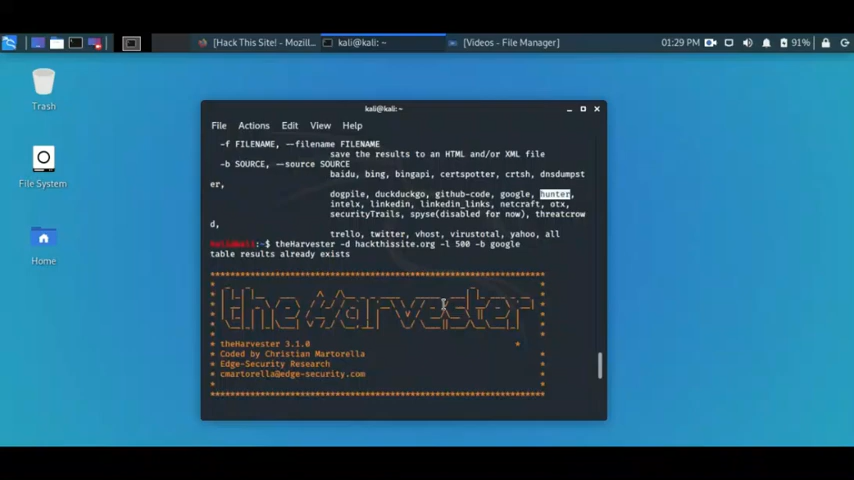 [Hack This Site! - Mozill...
kali@kali: ~
[Videos - File Manager]
01:29 PM
91%
Trash
File System
Home
kali@kali: ~
File Actions Edit View Help
-f FILENAME, --filename FILENAME
save the results to an HTML and/or XML file
-b SOURCE, --source SOURCE
baidu, bing, bingapi, certspotter, crtsh, dnsdumpst
er,
dogpile, duckduckgo, github-code, google, hunter,
intelx, linkedin, linkedin_links, netcraft, otx,
securityTrails, spyse(disabled for now), threatcrow
d,
trello, twitter, vhost, virustotal, yahoo, all
kali@kali:~$ theHarvester -d hackthissite.org -l 500 -b google
table results already exists
*******************************************************************
theHarvester
* theHarvester 3.1.0 *
* Coded by Christian Martorella *
* Edge-Security Research *
* cmartorella@edge-security.com *
* *
*******************************************************************